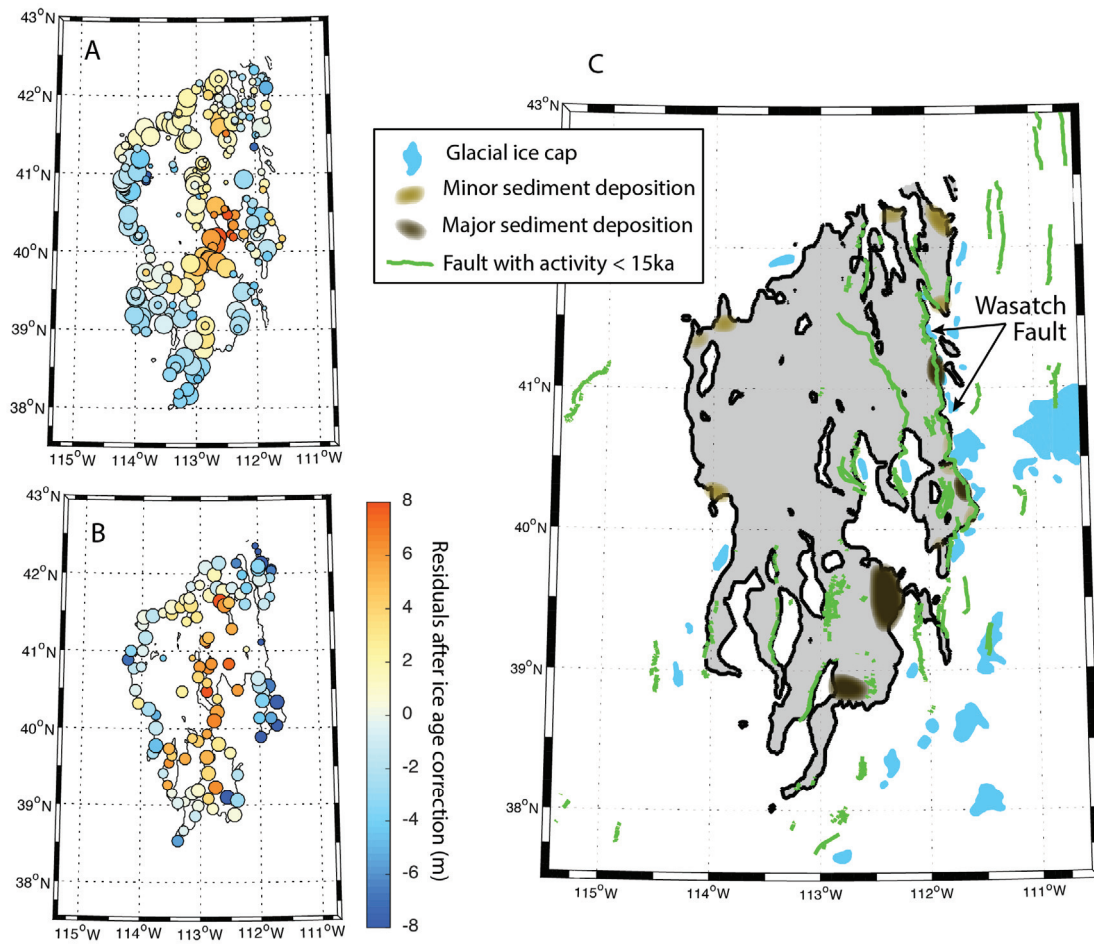 43°N
A
42°N
41°N
40°N
39°N
38°N
115°W 114°W 113°W 112°W 111°W
43°N
B
42°N
41°N
40°N
39°N
38°N
115°W 114°W 113°W 112°W 111°W
8
6
4
2
0
-2
-4
-6
-8
Residuals after ice age correction (m)
Glacial ice cap
Minor sediment deposition
Major sediment deposition
Fault with activity < 15ka
C
43°N
Wasatch
Fault
41°N
40°N
39°N
38°N
115°W 114°W 113°W 112°W 111°W